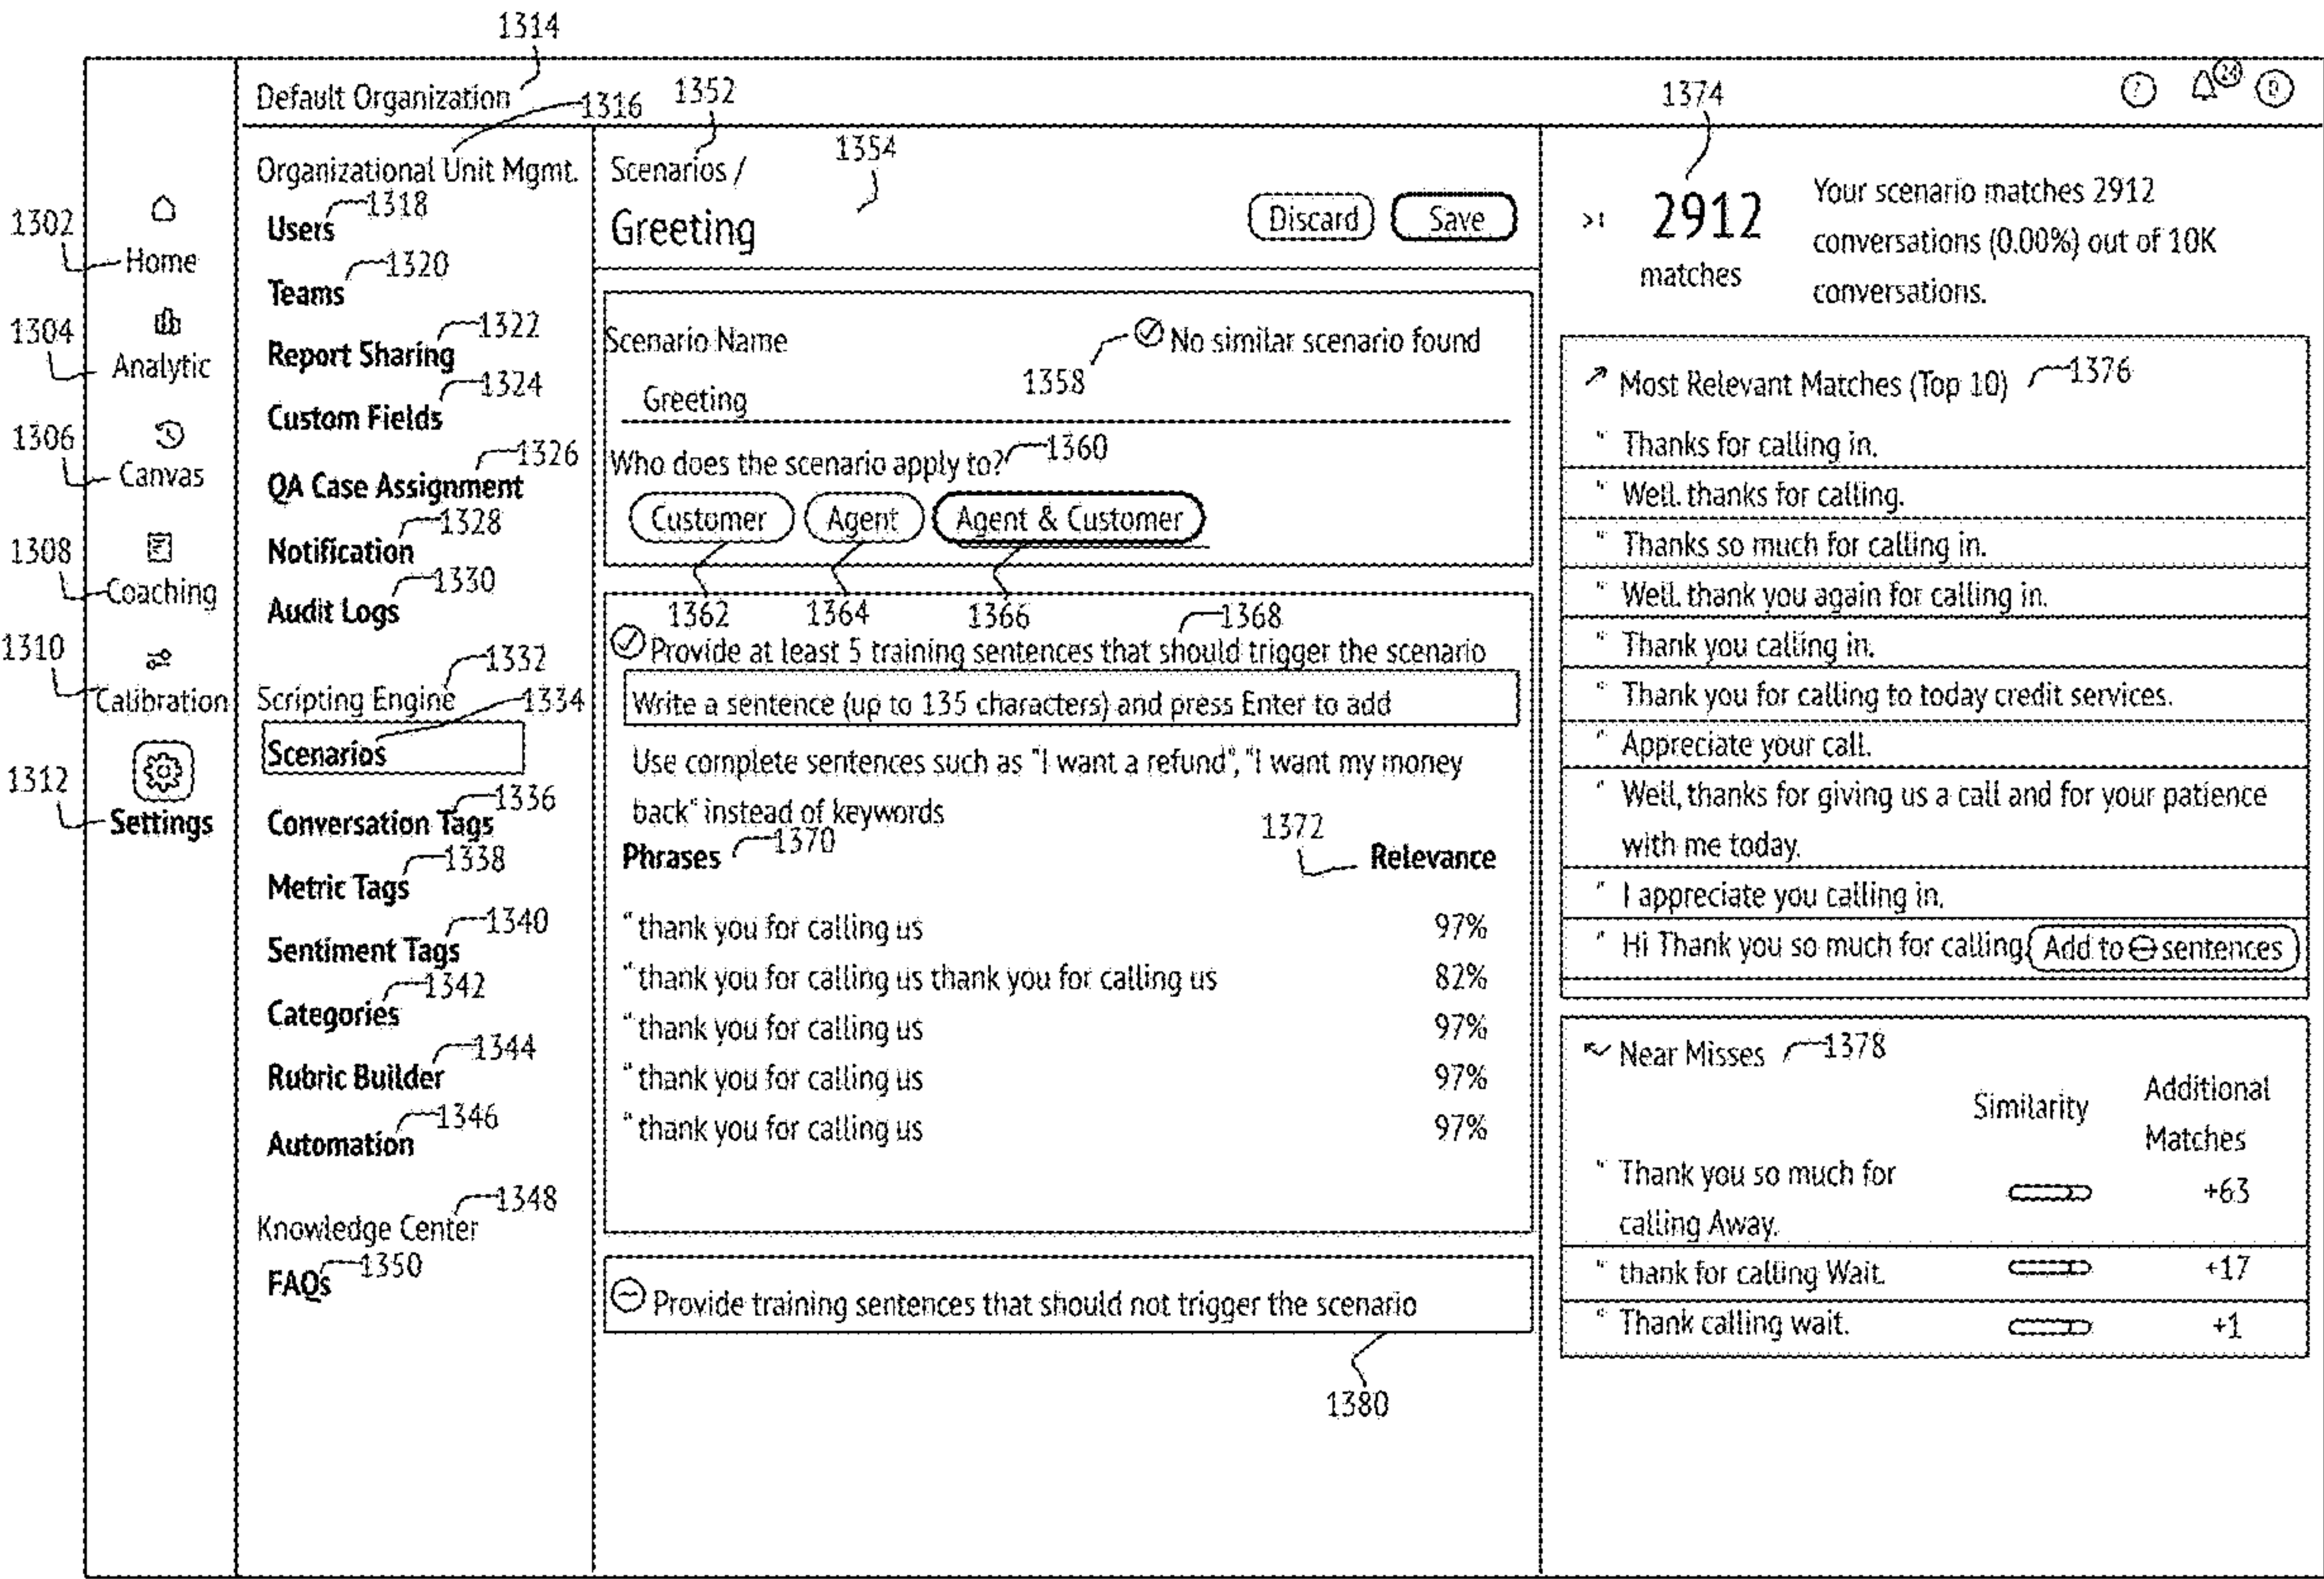 1314
Default Organization
1316
1352
1374
?
24
Organizational Unit Mgmt.
Scenarios /
1354
Greeting
Discard
Save
2912
matches
Your scenario matches 2912
conversations (0.00%) out of 10K
conversations.
1302
Home
1304
Analytic
1306
Canvas
1308
Coaching
1310
Calibration
1312
Settings
Users
1318
Teams
1320
Report Sharing
1322
Custom Fields
1324
QA Case Assignment
1326
Notification
1328
Audit Logs
1330
Scripting Engine
1332
Scenarios
1334
Conversation Tags
1336
Metric Tags
1338
Sentiment Tags
1340
Categories
1342
Rubric Builder
1344
Automation
1346
Knowledge Center
1348
FAQs
1350
Scenario Name
No similar scenario found
1358
Greeting
Who does the scenario apply to?
1360
Customer
Agent
Agent & Customer
1362
1364
1366
1368
Provide at least 5 training sentences that should trigger the scenario
Write a sentence (up to 135 characters) and press Enter to add
Use complete sentences such as "I want a refund", "I want my money
back" instead of keywords
Phrases
1370
1372
Relevance
" thank you for calling us 97%
" thank you for calling us thank you for calling us 82%
" thank you for calling us 97%
" thank you for calling us 97%
" thank you for calling us 97%
Provide training sentences that should not trigger the scenario
1380
Most Relevant Matches (Top 10)
1376
" Thanks for calling in.
" Well. thanks for calling.
" Thanks so much for calling in.
" Well. thank you again for calling in.
" Thank you calling in.
" Thank you for calling to today credit services.
" Appreciate your call.
" Well, thanks for giving us a call and for your patience
with me today.
" I appreciate you calling in.
" Hi Thank you so much for calling.
Add to sentences
Near Misses
1378
Similarity
Additional
Matches
" Thank you so much for
calling Away.
+63
" thank for calling Wait.
+17
" Thank calling wait.
+1